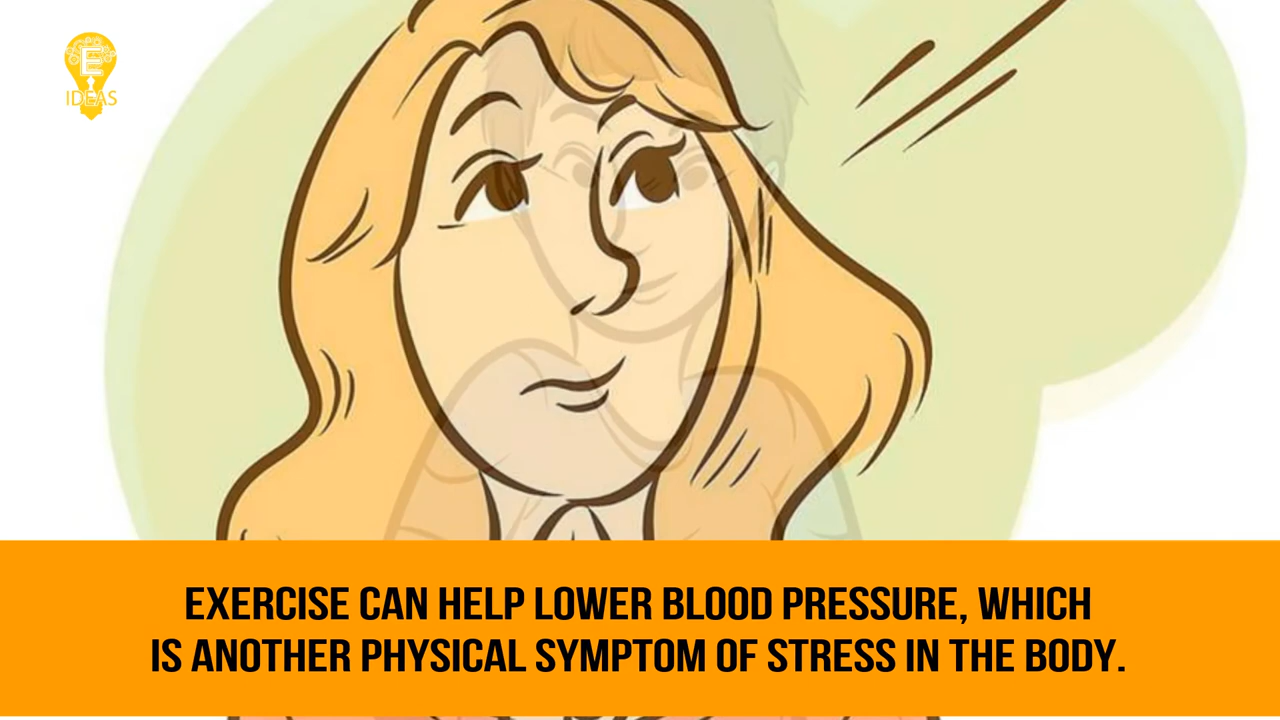 E
IDEAS
EXERCISE CAN HELP LOWER BLOOD PRESSURE, WHICH
IS ANOTHER PHYSICAL SYMPTOM OF STRESS IN THE BODY.